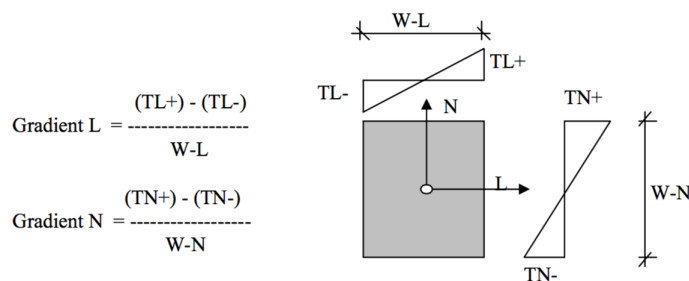 W-L
TL+
TL-
(TL+) - (TL-)
Gradient L = -------------------
W-L
N
TN+
L
W-N
(TN+) - (TN-)
Gradient N = -------------------
W-N
TN-